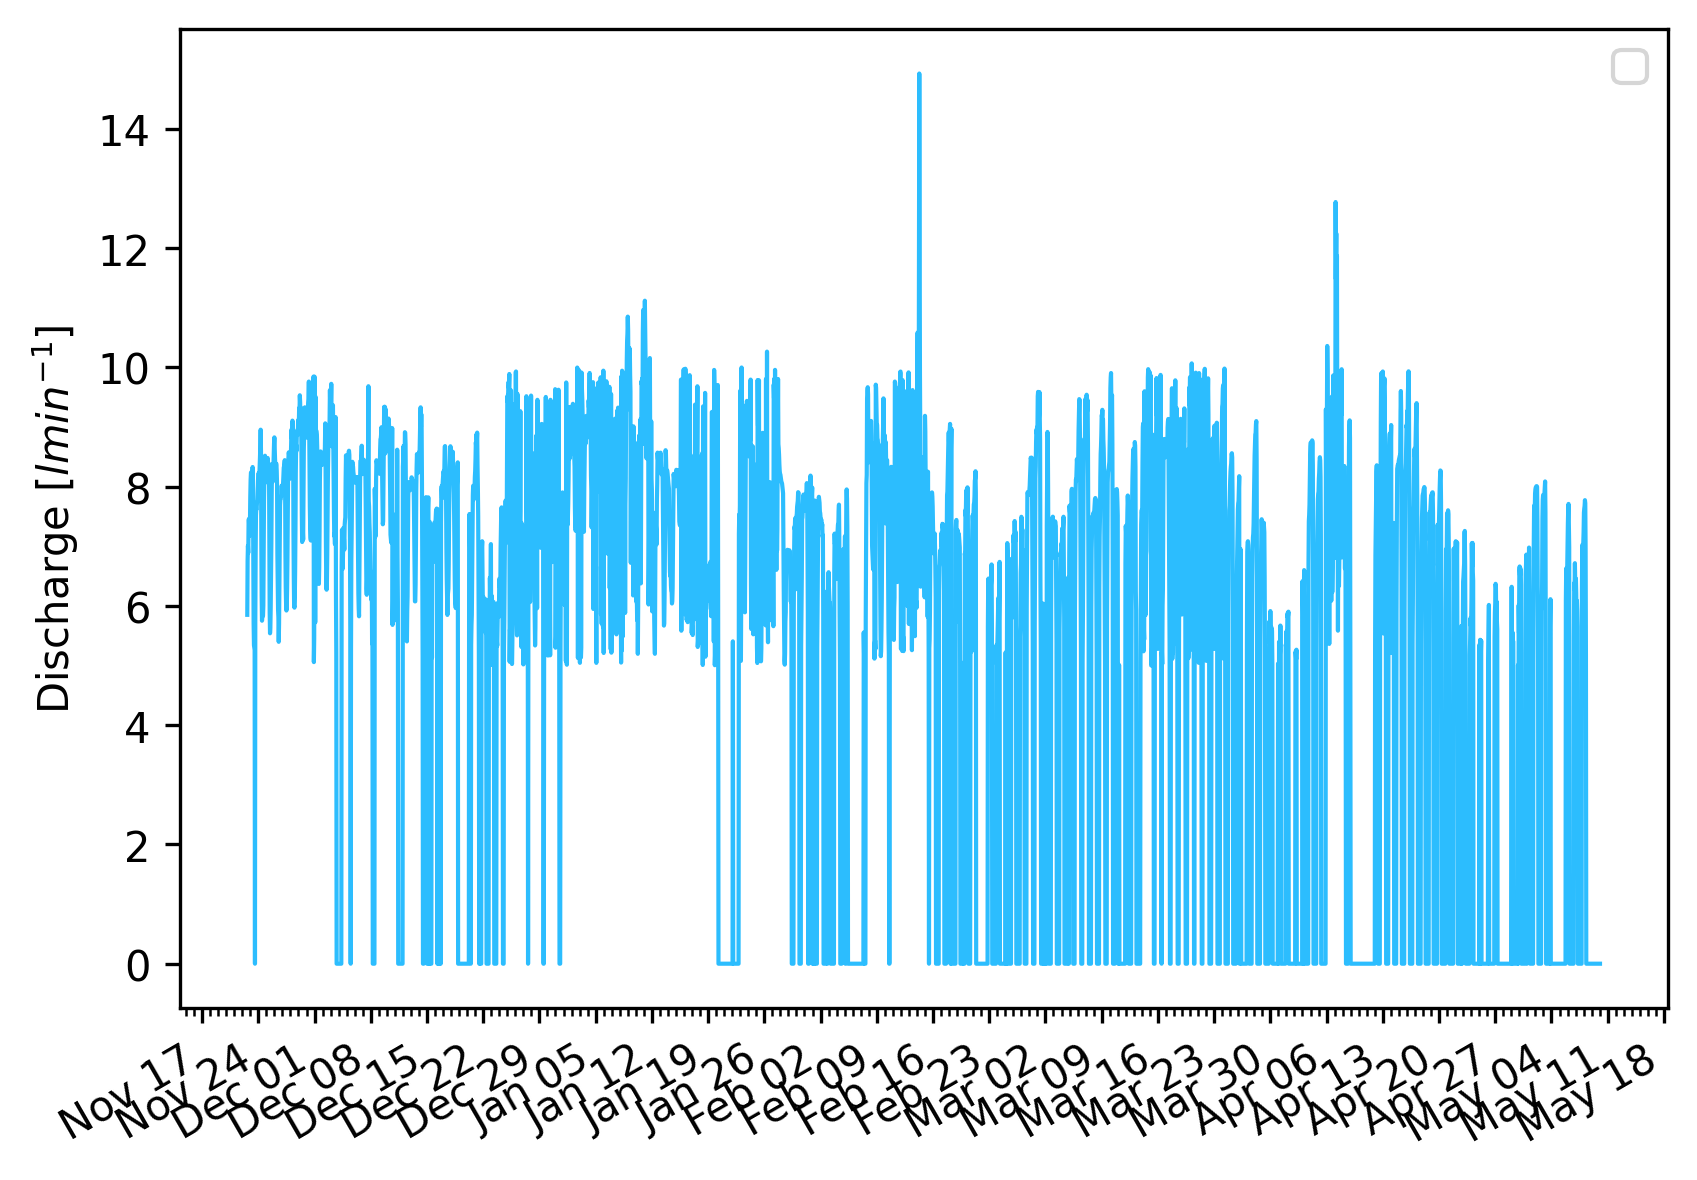 Discharge [lmin⁻¹]
14
12
10
8
6
4
2
0
Nov 17
Nov 24
Dec 01
Dec 08
Dec 15
Dec 22
Dec 29
Jan 05
Jan 12
Jan 19
Jan 26
Feb 02
Feb 09
Feb 16
Feb 23
Mar 02
Mar 09
Mar 16
Mar 23
Mar 30
Apr 06
Apr 13
Apr 20
Apr 27
May 04
May 11
May 18